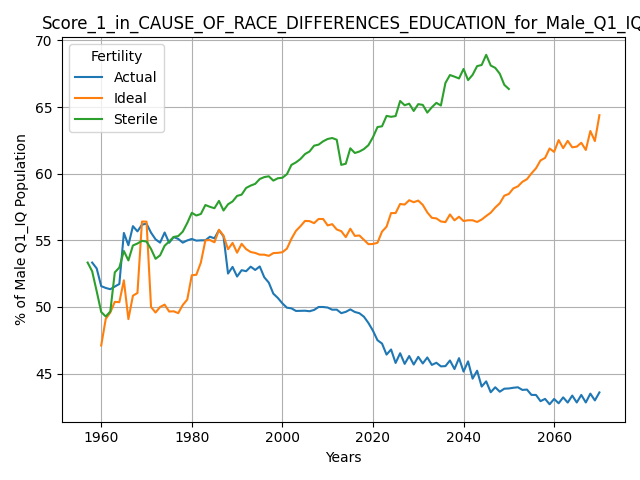 Score_1_in_CAUSE_OF_RACE_DIFFERENCES_EDUCATION_for_Male_Q1_IQ
Fertility
Actual
Ideal
Sterile
% of Male Q1_IQ Population
70
65
60
55
50
45
1960 1980 2000 2020 2040 2060
Years